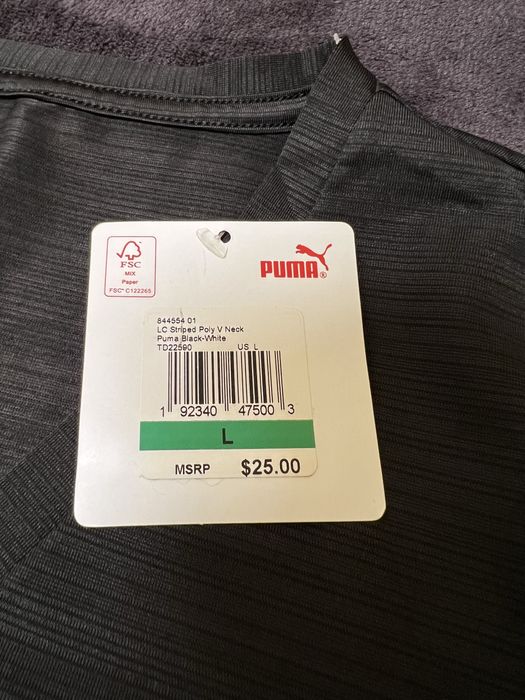 FSC
MIX
Paper
FSC® C122265
PUMA®
844554 01
LC Striped Poly V Neck
Puma Black-White
TD22590 US L
1 92340 47500 3
L
MSRP $25.00